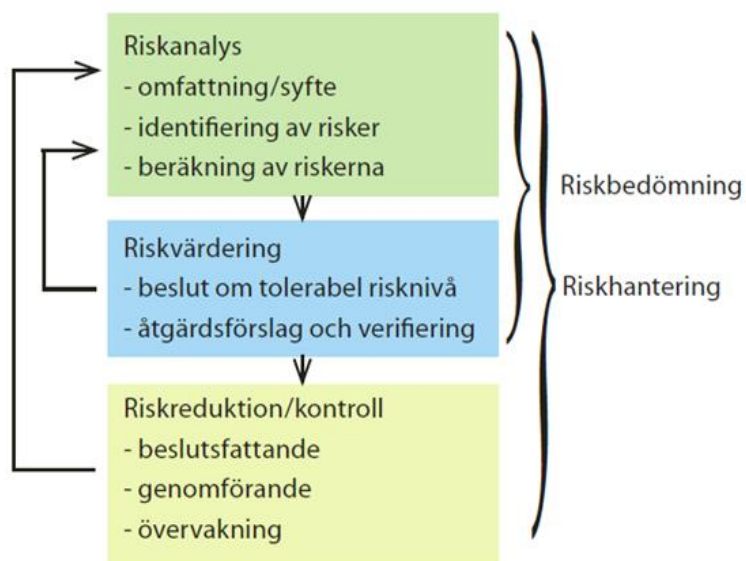 Riskanalys
- omfattning/syfte
- identifiering av risker
- beräkning av riskerna
Riskvärdering
- beslut om tolerabel risknivå
- åtgärdsförslag och verifiering
Riskreduktion/kontroll
- beslutsfattande
- genomförande
- övervakning
Riskbedömning
Riskhantering